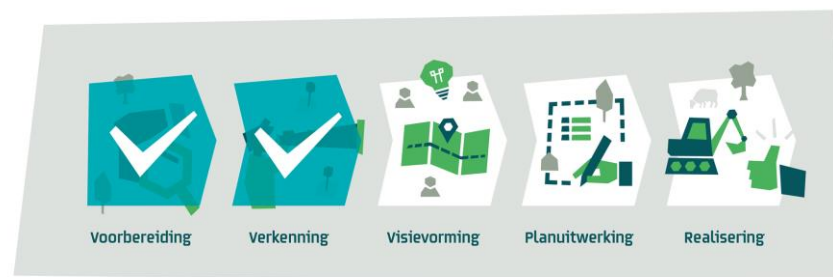 Voorbereiding
Verkenning
Visievorming
Planuitwerking
Realisering